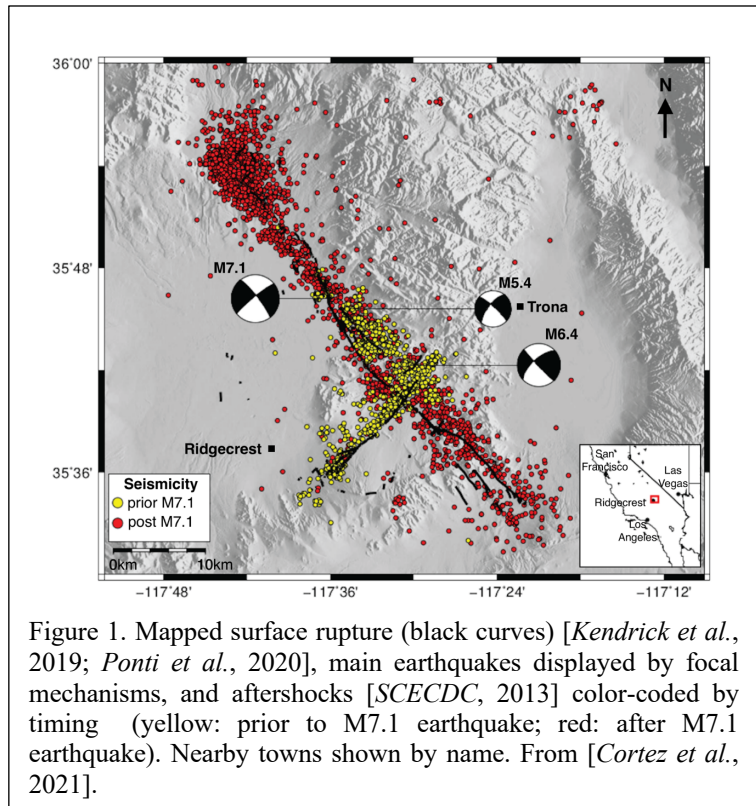 36°00'
N
M7.1
M5.4
35°48'
Trona
M6.4
Ridgecrest
35°36'
Seismicity
prior M7.1
post M7.1
0km 10km
San
Francisco
Las
Vegas
Ridgecrest
Los
Angeles
−117°48' −117°36' −117°24' −117°12'
Figure 1. Mapped surface rupture (black curves) [Kendrick et al.,
2019; Ponti et al., 2020], main earthquakes displayed by focal
mechanisms, and aftershocks [SCECDC, 2013] color-coded by
timing (yellow: prior to M7.1 earthquake; red: after M7.1
earthquake). Nearby towns shown by name. From [Cortez et al.,
2021].